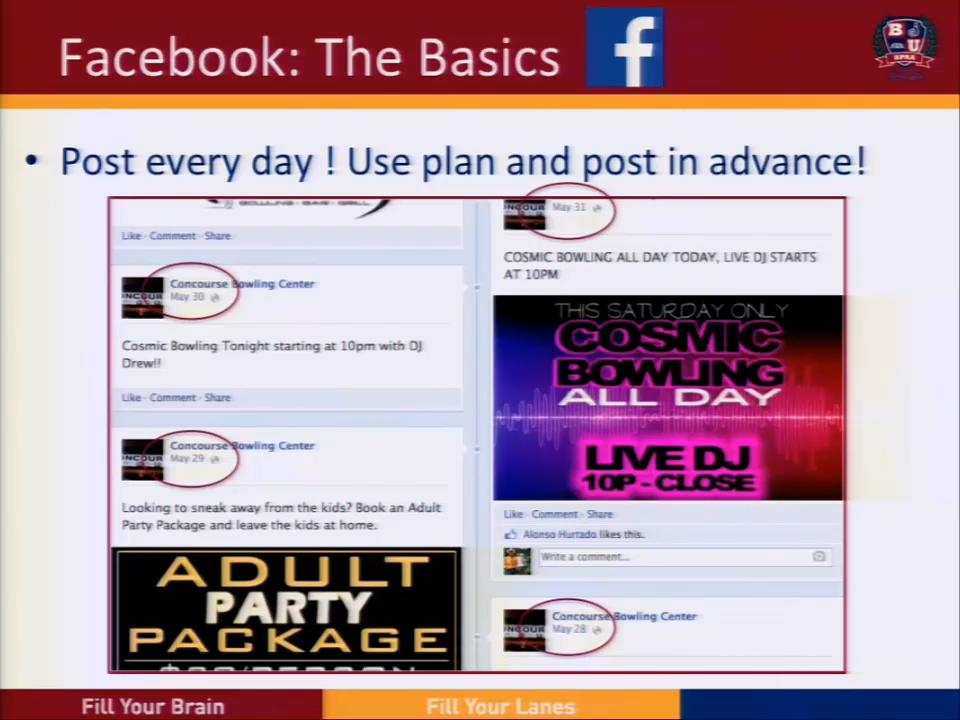 Facebook: The Basics
f
B U
BPAA
• Post every day ! Use plan and post in advance!
BOWLING · BAR · GRILL
Like · Comment · Share
Concourse Bowling Center
May 30
Cosmic Bowling Tonight starting at 10pm with DJ
Drew!!
Like · Comment · Share
Concourse Bowling Center
May 29
Looking to sneak away from the kids? Book an Adult
Party Package and leave the kids at home.
ADULT
PARTY
PACKAGE
May 31
COSMIC BOWLING ALL DAY TODAY, LIVE DJ STARTS
AT 10PM
THIS SATURDAY ONLY
COSMIC
BOWLING
ALL DAY
LIVE DJ
10P - CLOSE
Like · Comment · Share
Alonso Hurtado likes this.
Write a comment...
Concourse Bowling Center
May 28
Fill Your Brain
Fill Your Lanes